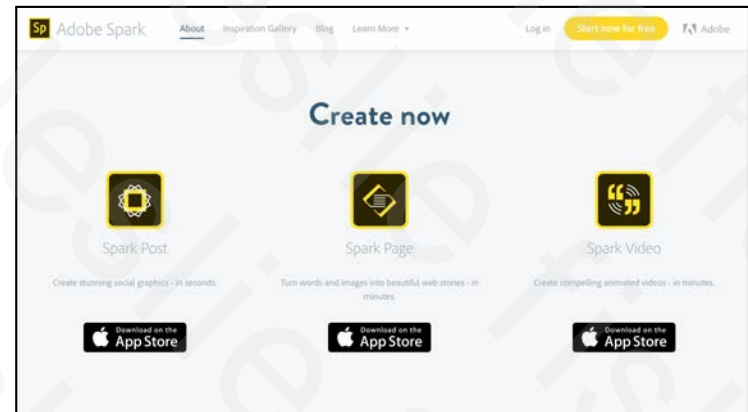 Sp Adobe Spark About Inspiration Gallery Blog Learn More Log in Start now for free Adobe
Create now
Spark Post Spark Page Spark Video
Create stunning social graphics - in seconds. Turn words and images into beautiful web stories - in Create compelling animated videos - in minutes.
minutes.
Download on the Download on the Download on the
App Store App Store App Store